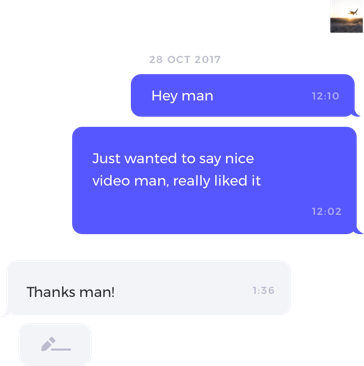 28 OCT 2017
Hey man
12:10
Just wanted to say nice
video man, really liked it
12:02
Thanks man!
1:36